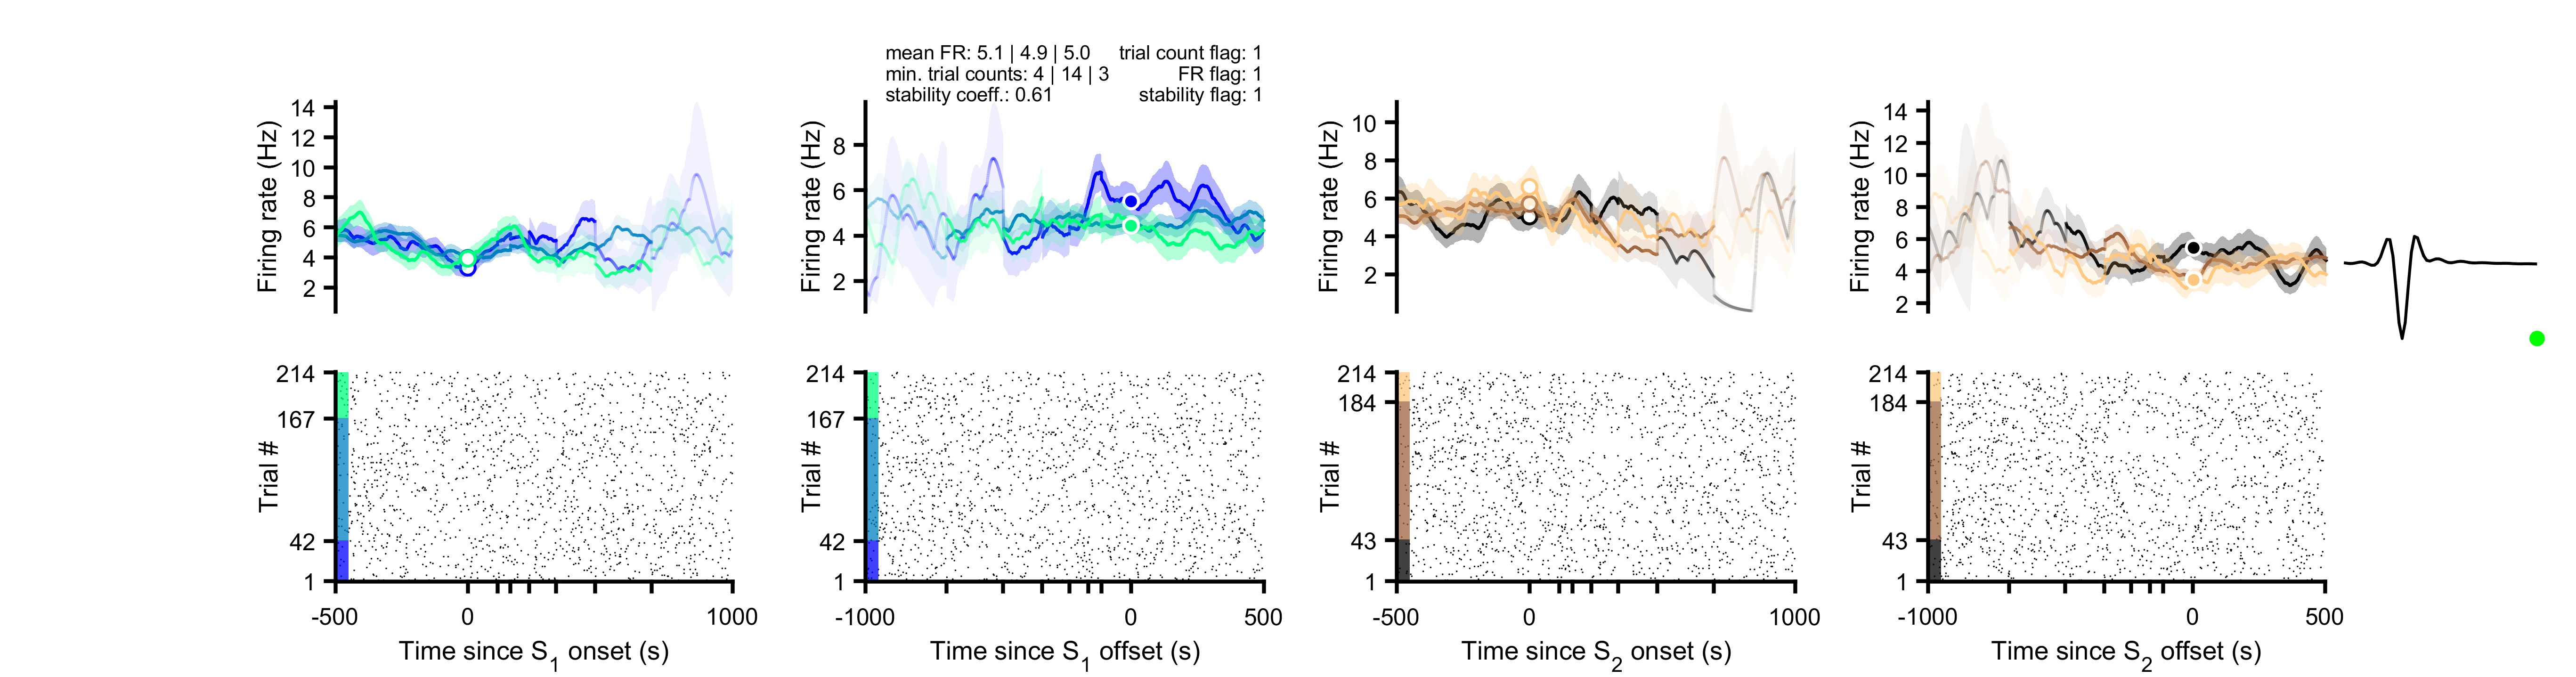 mean FR: 5.1 | 4.9 | 5.0 trial count flag: 1
min. trial counts: 4 | 14 | 3 FR flag: 1
stability coeff.: 0.61 stability flag: 1
Firing rate (Hz)
14
12
10
8
6
4
2
Firing rate (Hz)
8
6
4
2
Firing rate (Hz)
10
8
6
4
2
Firing rate (Hz)
14
12
10
8
6
4
2
Trial #
214
167
42
1
-500 0 1000
Time since S1 onset (s)
Trial #
214
167
42
1
-1000 0 500
Time since S1 offset (s)
Trial #
214
184
43
1
-500 0 1000
Time since S2 onset (s)
Trial #
214
184
43
1
-1000 0 500
Time since S2 offset (s)